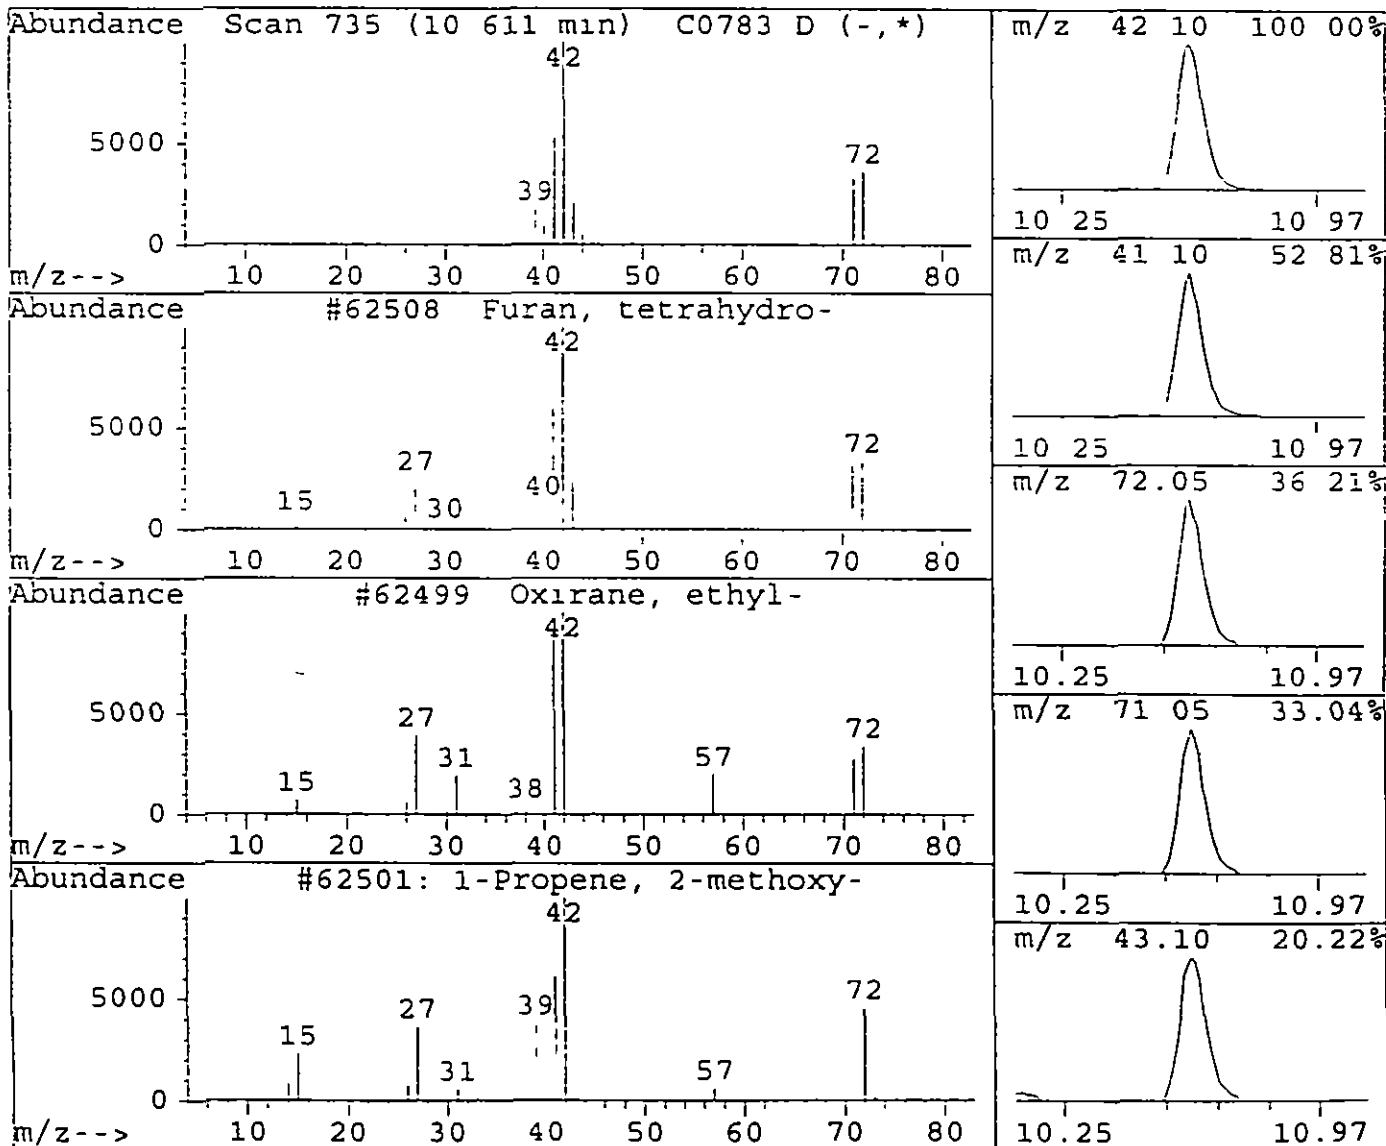 Abundance Scan 735 (10 611 min) C0783 D (-,*)
42
5000
72
39
0
m/z--> 10 20 30 40 50 60 70 80
Abundance #62508 Furan, tetrahydro-
42
5000
72
27
40
15
30
0
m/z--> 10 20 30 40 50 60 70 80
Abundance #62499 Oxirane, ethyl-
42
5000
27
72
57
31
15
38
0
m/z--> 10 20 30 40 50 60 70 80
Abundance #62501: 1-Propene, 2-methoxy-
42
5000
39
72
27
15
31
57
0
m/z--> 10 20 30 40 50 60 70 80
m/z 42 10 100 00%
10 25 10 97
m/z 41 10 52 81%
10 25 10 97
m/z 72.05 36 21%
10.25 10.97
m/z 71 05 33.04%
10.25 10.97
m/z 43.10 20.22%
10.25 10.97